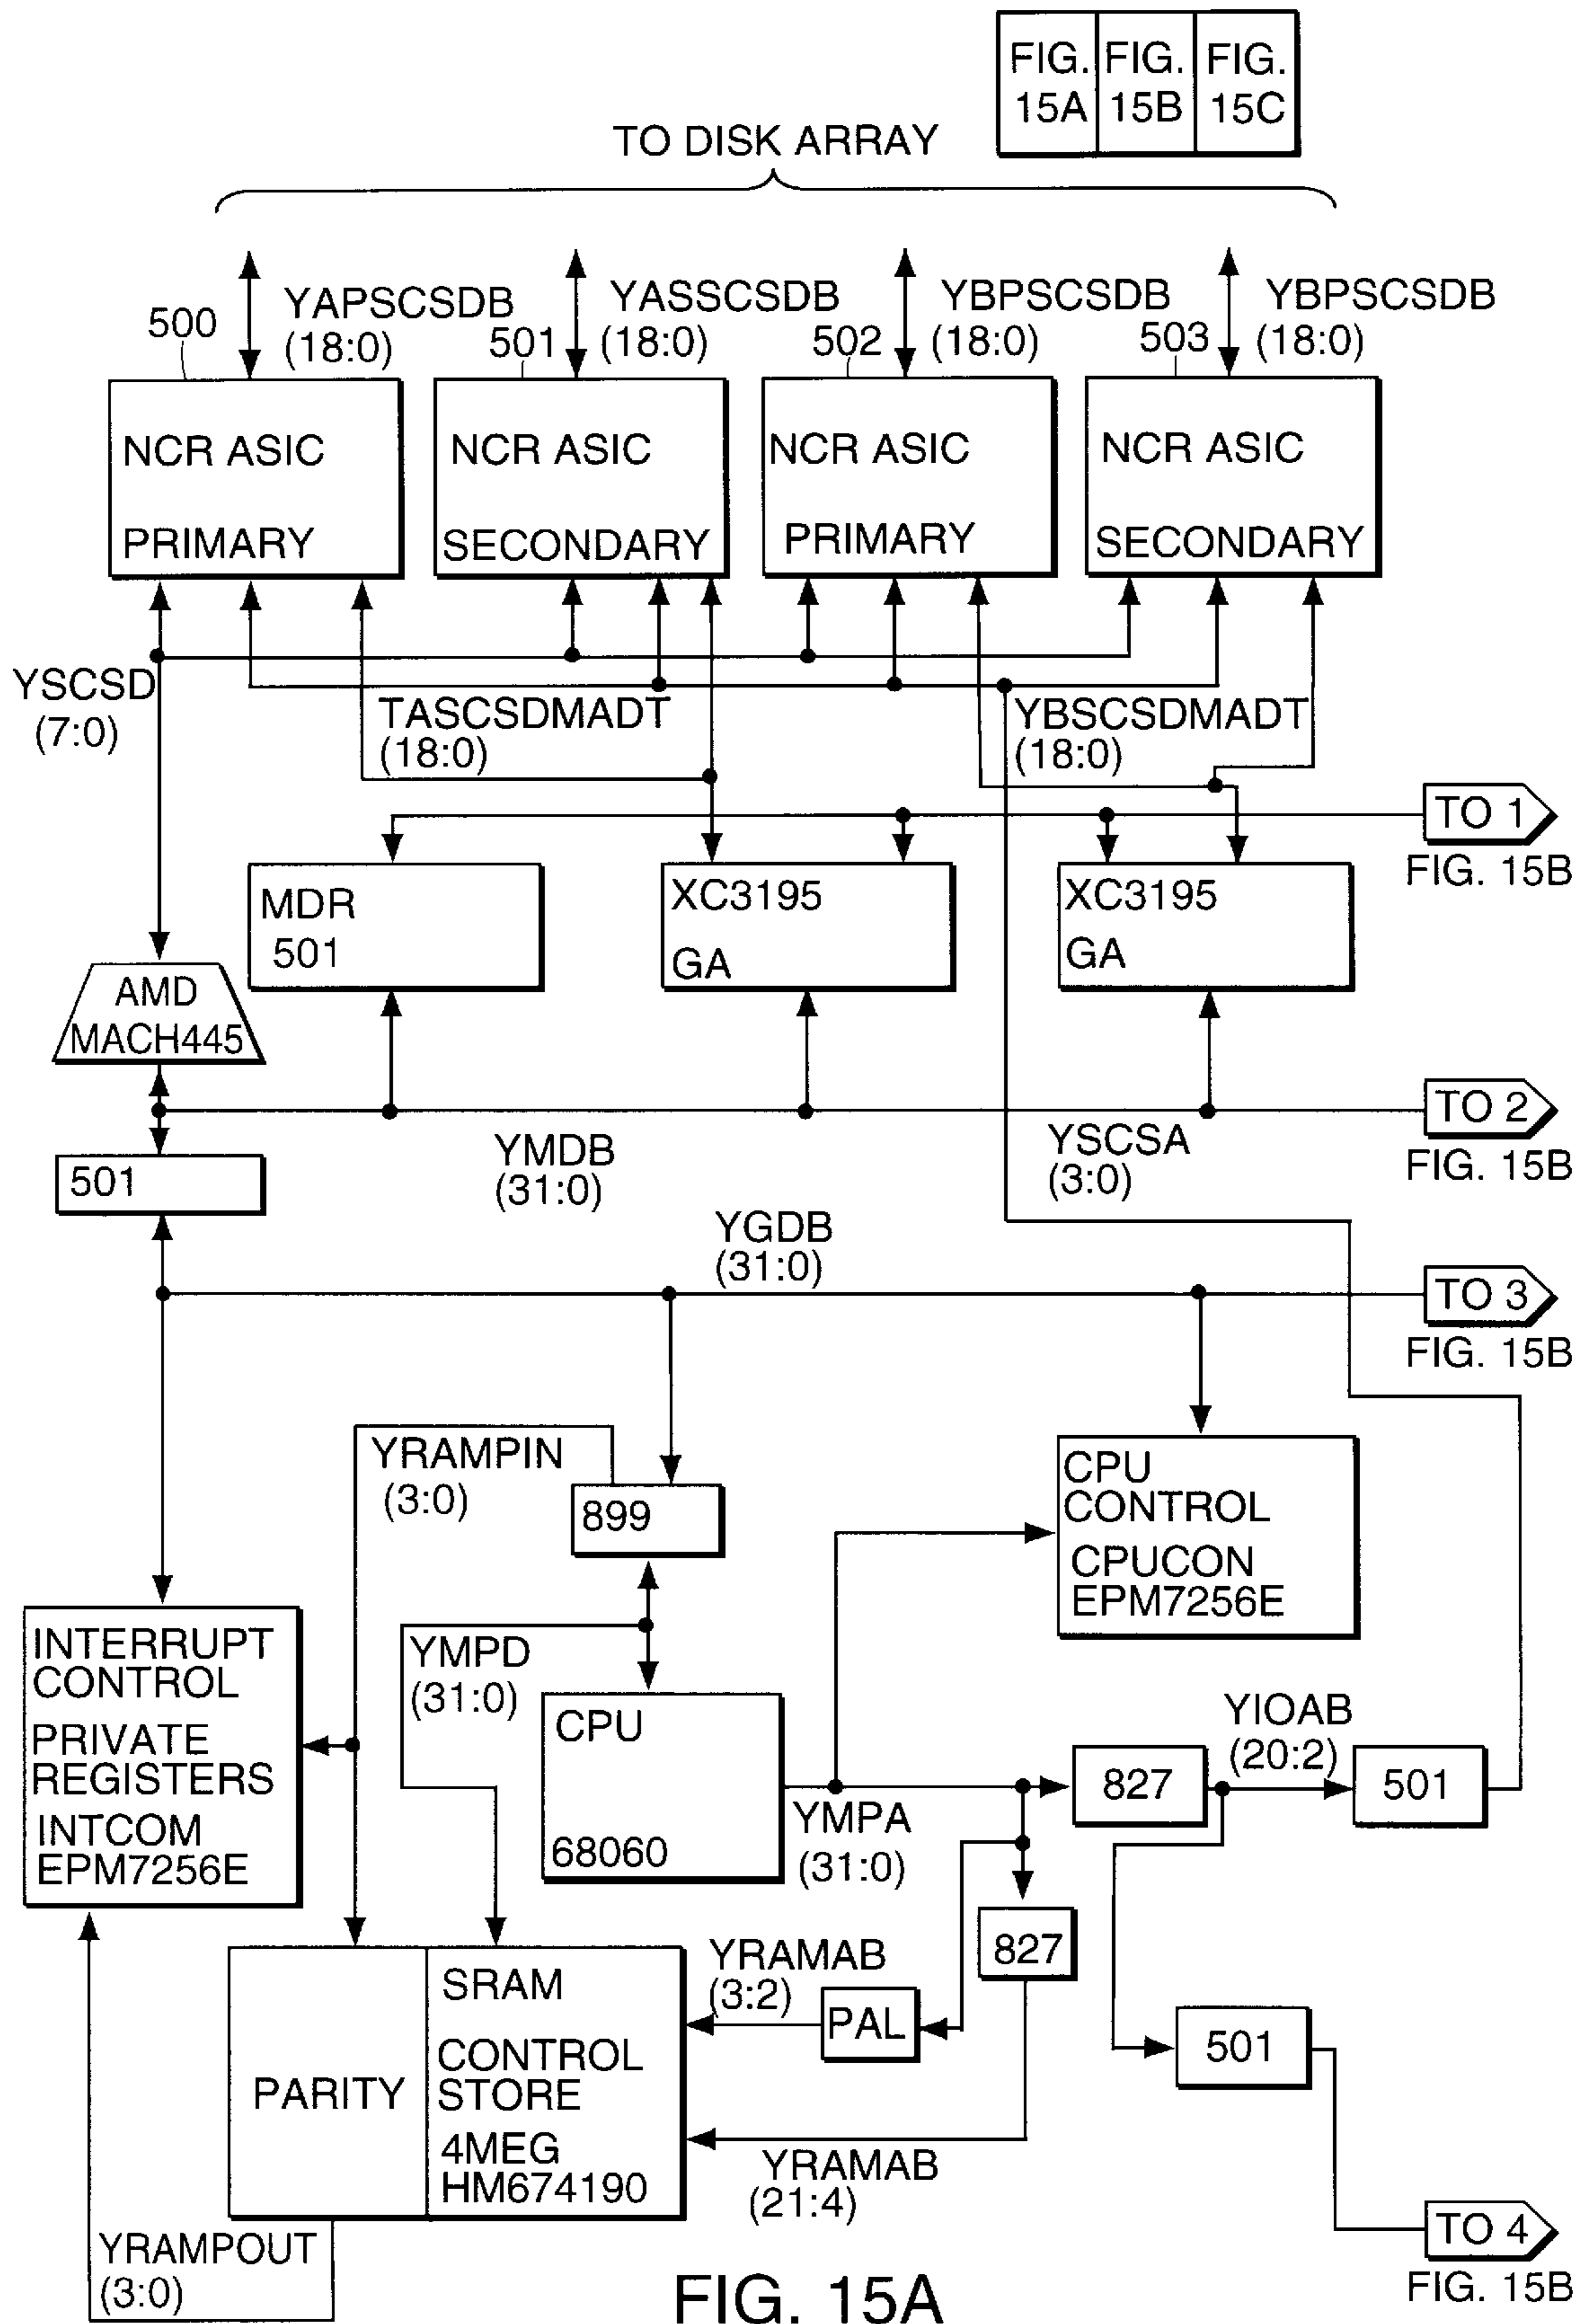 FIG. 15A
FIG. 15B
FIG. 15C
TO DISK ARRAY
500
YAPSCSDB
(18:0)
501
YASSCSDB
(18:0)
502
YBPSCSDB
(18:0)
503
YBPSCSDB
(18:0)
NCR ASIC
PRIMARY
NCR ASIC
SECONDARY
NCR ASIC
PRIMARY
NCR ASIC
SECONDARY
YSCSD
(7:0)
TASCSDMADT
(18:0)
YBSCSDMADT
(18:0)
TO 1
FIG. 15B
MDR
501
XC3195
GA
XC3195
GA
AMD
MACH445
TO 2
FIG. 15B
YMDB
(31:0)
YSCSA
(3:0)
501
YGDB
(31:0)
TO 3
FIG. 15B
YRAMPIN
(3:0)
899
CPU
CONTROL
CPUCON
EPM7256E
INTERRUPT
CONTROL
PRIVATE
REGISTERS
INTCOM
EPM7256E
YMPD
(31:0)
CPU
68060
YMPA
(31:0)
827
YIOAB
(20:2)
501
827
YRAMAB
(3:2)
PAL
501
PARITY
SRAM
CONTROL
STORE
4MEG
HM674190
YRAMAB
(21:4)
YRAMPOUT
(3:0)
TO 4
FIG. 15B
FIG. 15A